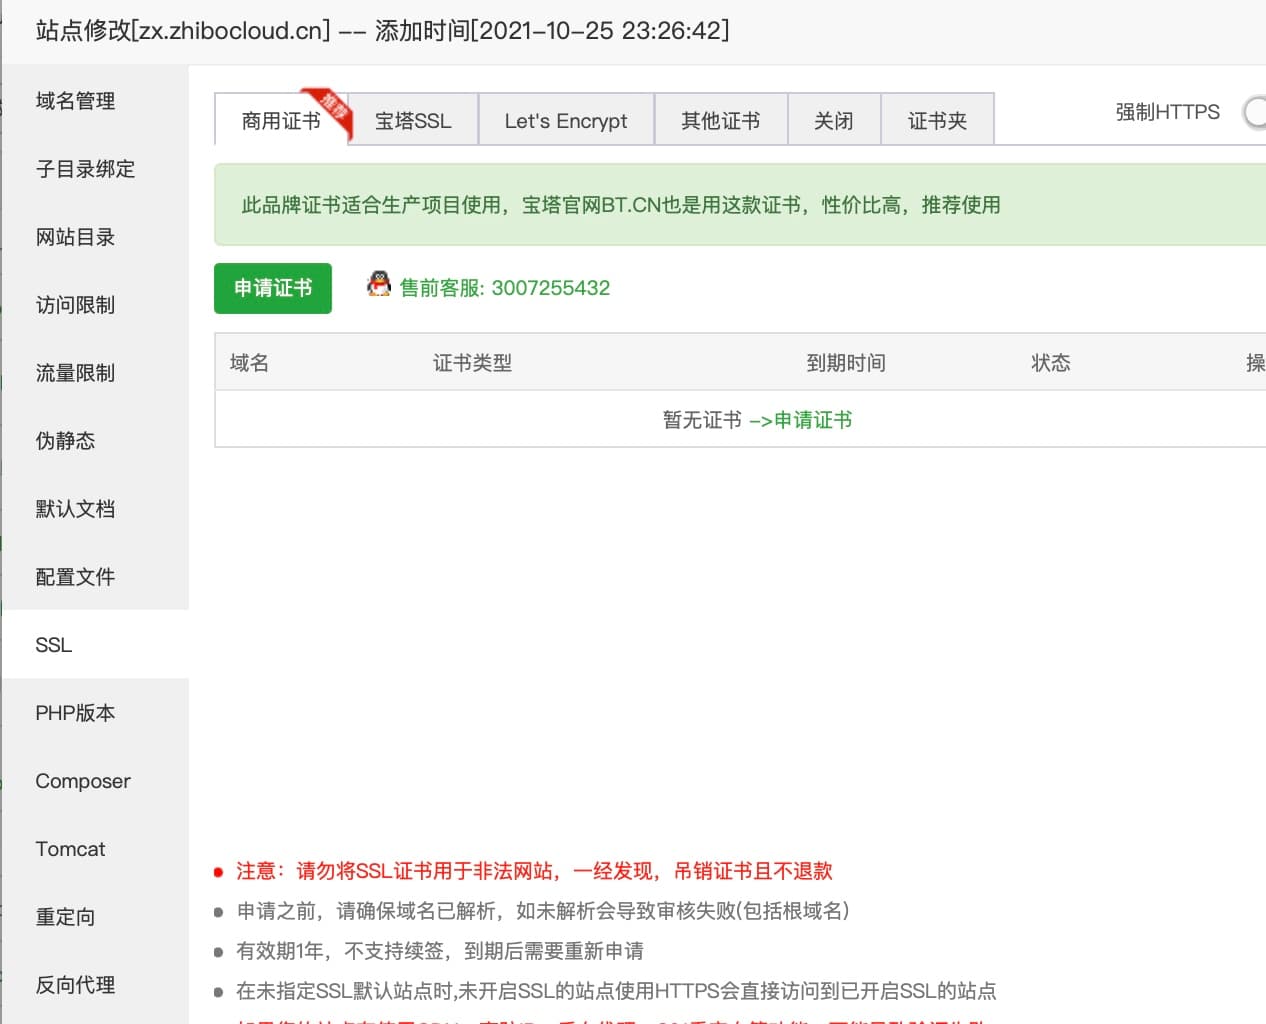 站点修改[zx.zhibocloud.cn] -- 添加时间[2021-10-25 23:26:42]
域名管理
子目录绑定
网站目录
访问限制
流量限制
伪静态
默认文档
配置文件
SSL
PHP版本
Composer
Tomcat
重定向
反向代理
商用证书 推荐 宝塔SSL Let's Encrypt 其他证书 关闭 证书夹 强制HTTPS
此品牌证书适合生产项目使用，宝塔官网BT.CN也是用这款证书，性价比高，推荐使用
申请证书 售前客服: 3007255432
域名 证书类型 到期时间 状态 操
暂无证书 ->申请证书
注意：请勿将SSL证书用于非法网站，一经发现，吊销证书且不退款
申请之前，请确保域名已解析，如未解析会导致审核失败(包括根域名)
有效期1年，不支持续签，到期后需要重新申请
在未指定SSL默认站点时,未开启SSL的站点使用HTTPS会直接访问到已开启SSL的站点